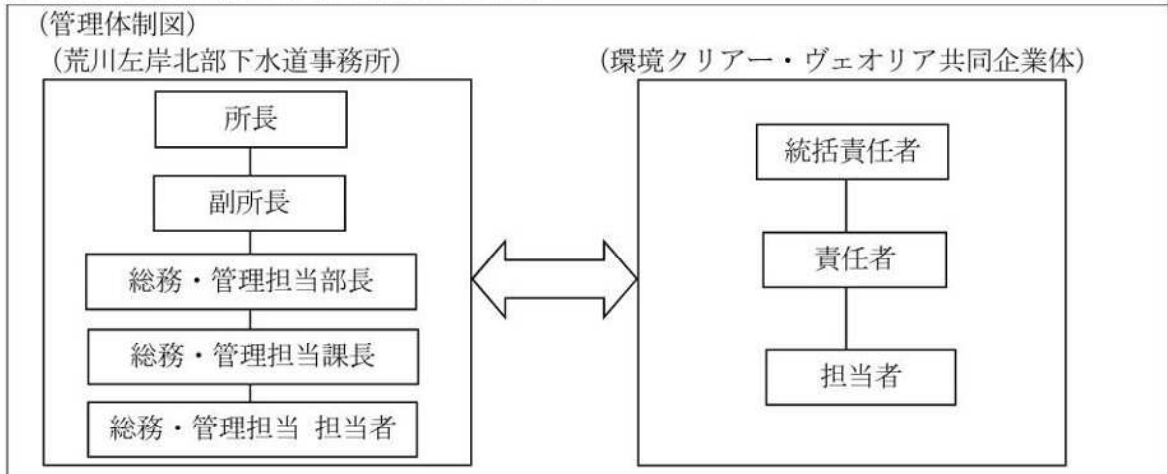 (管理体制図)
(荒川左岸北部下水道事務所)
所長
副所長
総務・管理担当部長
総務・管理担当課長
総務・管理担当 担当者
(環境クリアー・ヴェオリア共同企業体)
統括責任者
責任者
担当者